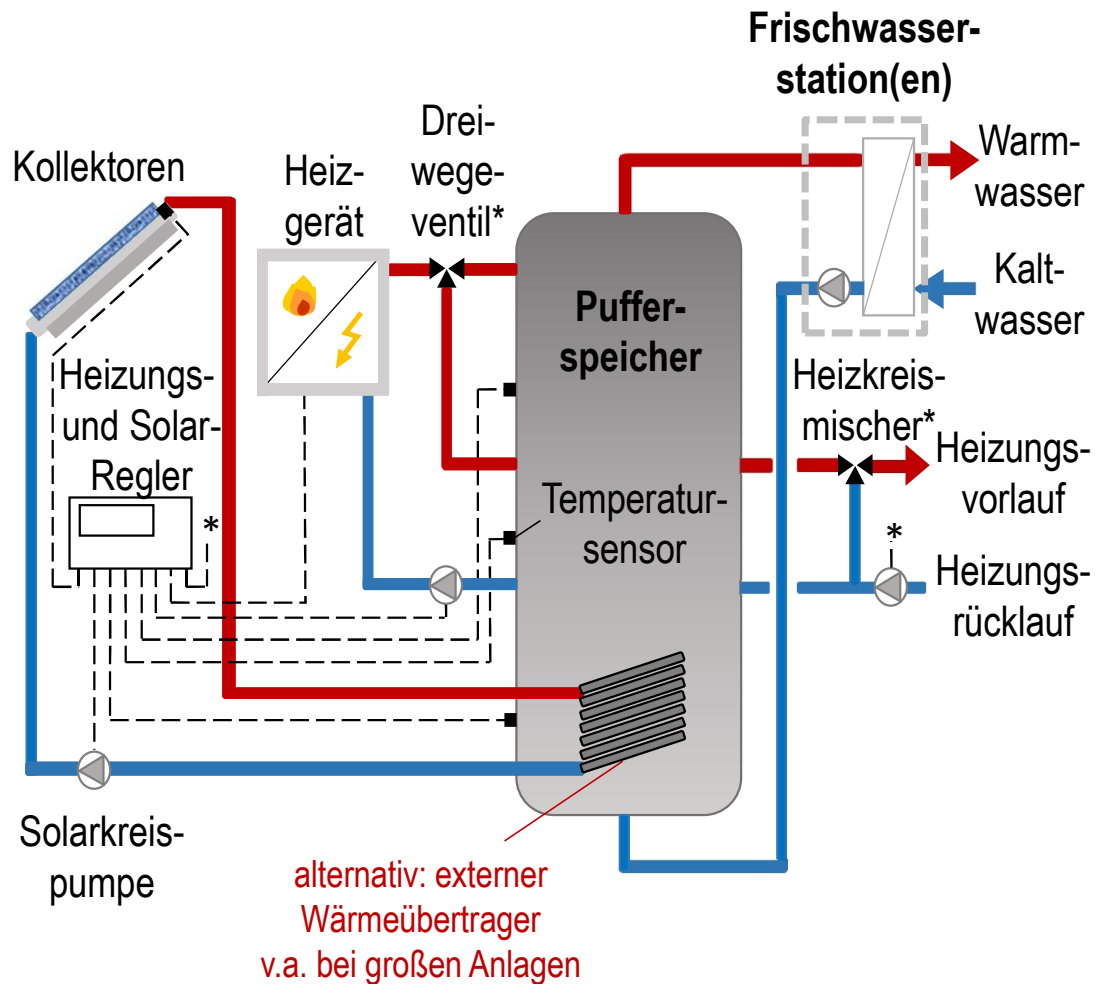 Frischwasser-
station(en)
Drei-
wege-
ventil*
Warm-
wasser
Kollektoren
Heiz-
gerät
Kalt-
wasser
Puffer-
speicher
Heizungs-
und Solar-
Regler
Heizkreis-
mischer*
Heizungs-
vorlauf
*
Temperatur-
sensor
*
Heizungs-
rücklauf
Solarkreis-
pumpe
alternativ: externer
Wärmeübertrager
v.a. bei großen Anlagen